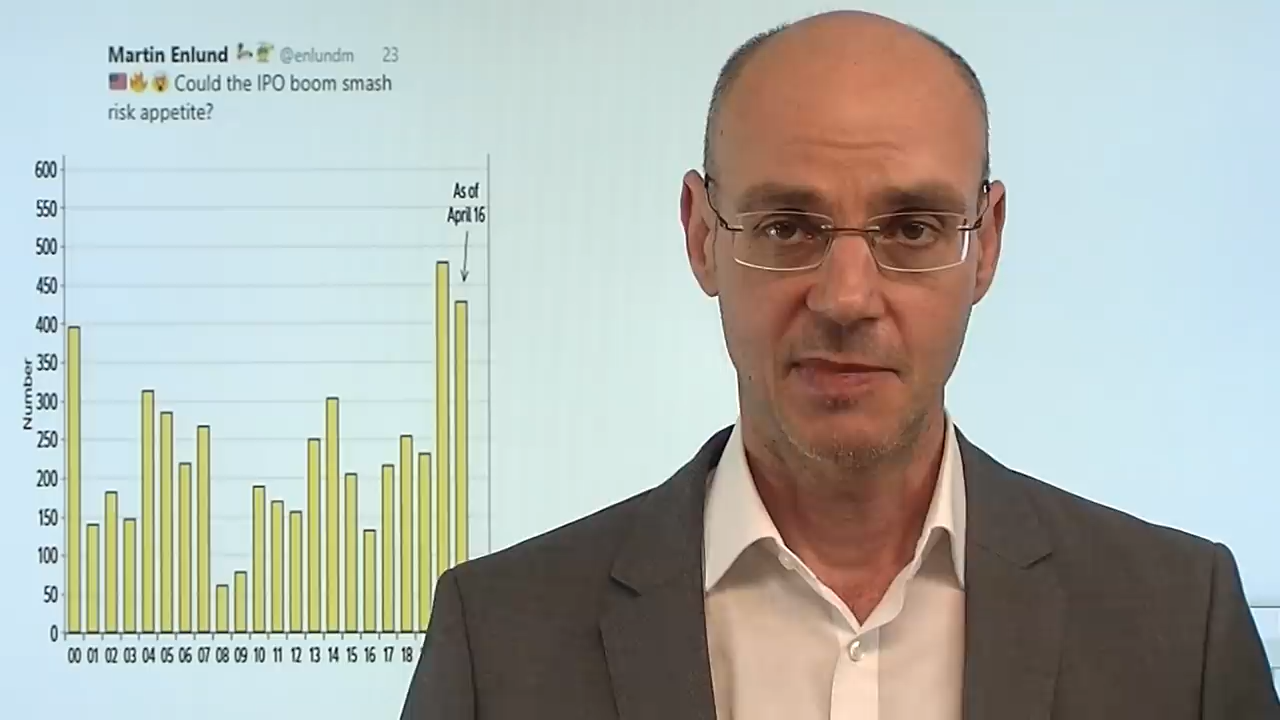 Martin Enlund @enlundm 23
Could the IPO boom smash
risk appetite?
600
550
500
450
400
350
300
250
200
150
100
50
0
Number
As of
April 16
00 01 02 03 04 05 06 07 08 09 10 11 12 13 14 15 16 17 18